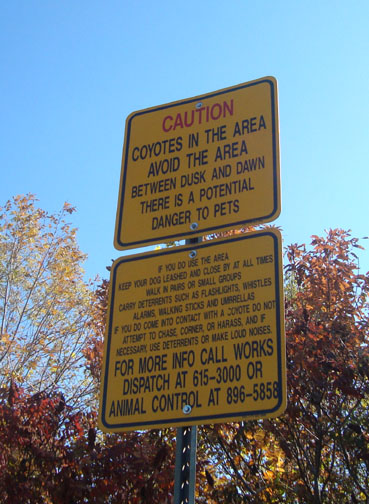 CAUTION
COYOTES IN THE AREA
AVOID THE AREA
BETWEEN DUSK AND DAWN
THERE IS A POTENTIAL
DANGER TO PETS
IF YOU DO USE THE AREA
KEEP YOUR DOG LEASHED AND CLOSE BY AT ALL TIMES
WALK IN PAIRS OR SMALL GROUPS
CARRY DETERRENTS SUCH AS FLASHLIGHTS, WHISTLES
ALARMS, WALKING STICKS AND UMBRELLAS
IF YOU DO COME INTO CONTACT WITH A COYOTE DO NOT
ATTEMPT TO CHASE, CORNER, OR HARASS, AND IF
NECESSARY, USE DETERRENTS OR MAKE LOUD NOISES.
FOR MORE INFO CALL WORKS
DISPATCH AT 615-3000 OR
ANIMAL CONTROL AT 896-5858